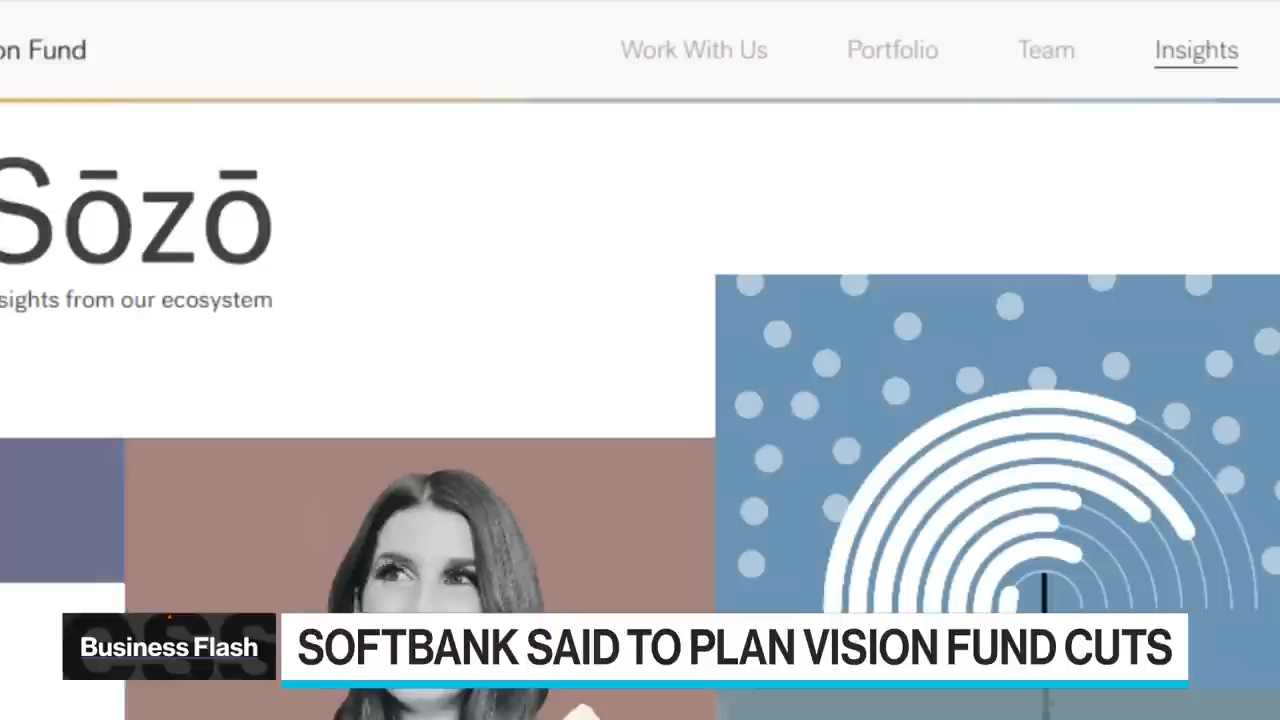 on Fund
Work With Us
Portfolio
Team
Insights
Sōzō
sights from our ecosystem
Business Flash
SOFTBANK SAID TO PLAN VISION FUND CUTS